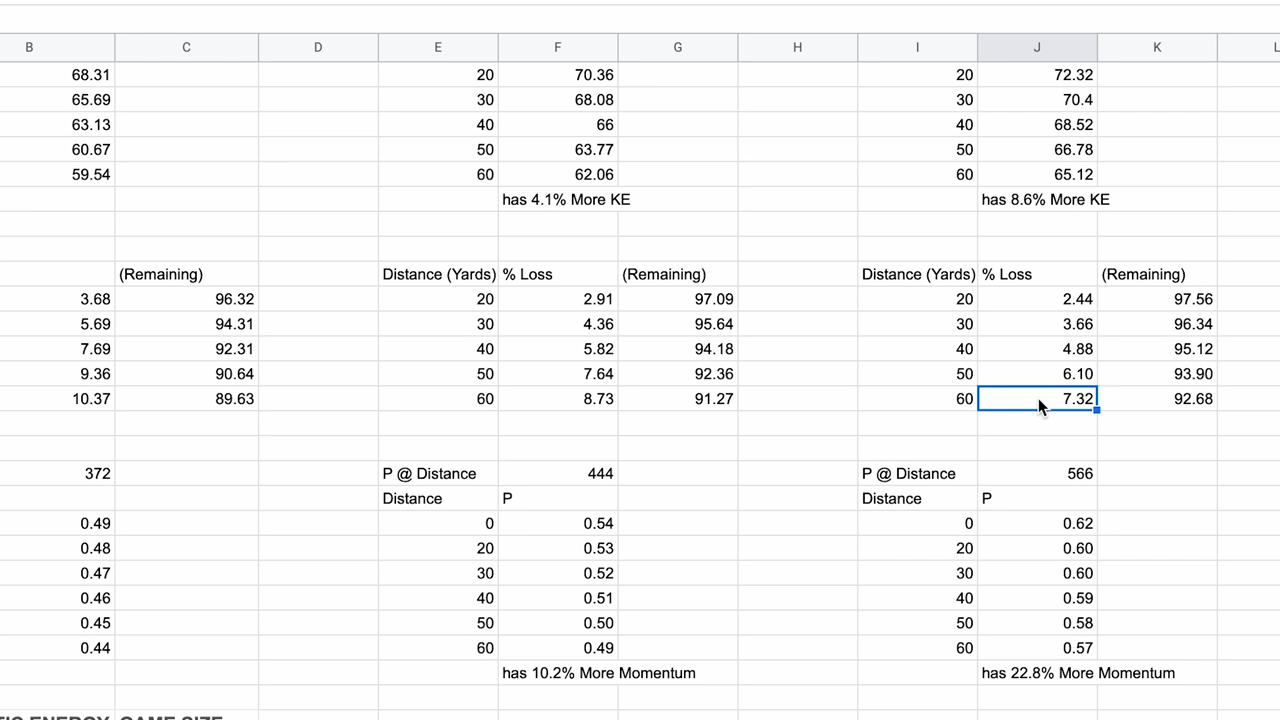 B C D E F G H I J K L
68.31 20 70.36 20 72.32
65.69 30 68.08 30 70.4
63.13 40 66 40 68.52
60.67 50 63.77 50 66.78
59.54 60 62.06 60 65.12
has 4.1% More KE has 8.6% More KE
(Remaining) Distance (Yards) % Loss (Remaining) Distance (Yards) % Loss (Remaining)
3.68 96.32 20 2.91 97.09 20 2.44 97.56
5.69 94.31 30 4.36 95.64 30 3.66 96.34
7.69 92.31 40 5.82 94.18 40 4.88 95.12
9.36 90.64 50 7.64 92.36 50 6.10 93.90
10.37 89.63 60 8.73 91.27 60 7.32 92.68
372 P @ Distance 444 P @ Distance 566
Distance P Distance P
0.49 0 0.54 0 0.62
0.48 20 0.53 20 0.60
0.47 30 0.52 30 0.60
0.46 40 0.51 40 0.59
0.45 50 0.50 50 0.58
0.44 60 0.49 60 0.57
has 10.2% More Momentum has 22.8% More Momentum
ENERGY, GAME SIZE